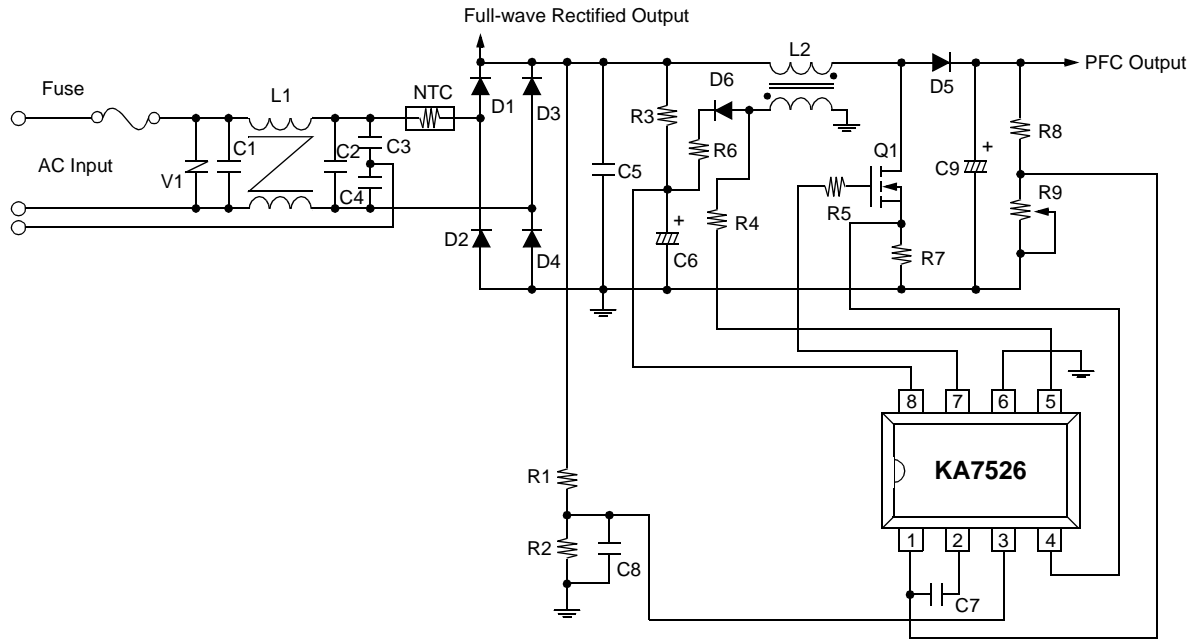 Full-wave Rectified Output
L2
PFC Output
Fuse
L1
NTC
D1
D3
D6
D5
R3
R8
AC Input
V1
C1
C2
C3
C4
C5
R6
Q1
C9
+
R5
R9
R4
+
C6
R7
D2
D4
8
7
6
5
KA7526
R1
R2
C8
1
2
3
4
C7